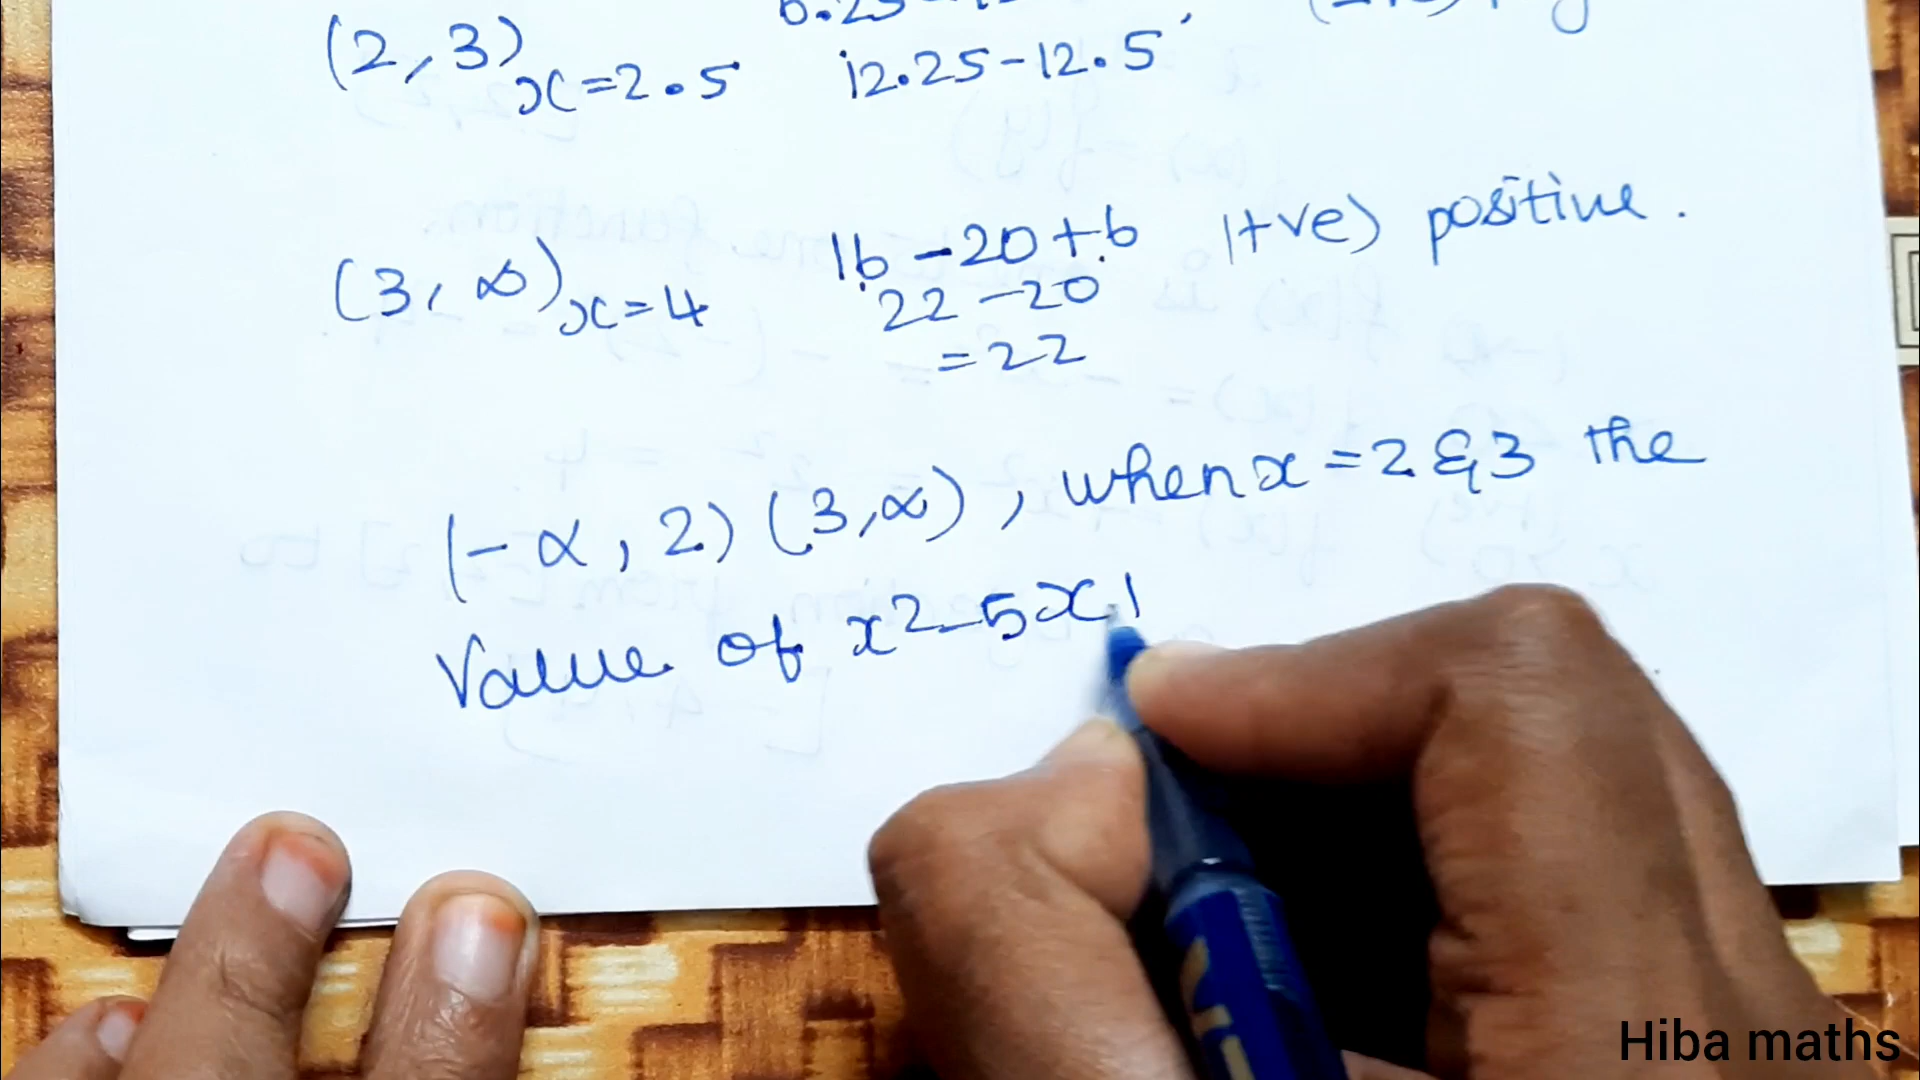 (2, 3) x=2.5 12.25-12.5
(3, ∞) x=4 16-20+6 (+ve) positive.
22-20
=22
(-∝, 2) (3, ∝), when x=2 & 3 the
Value of x²-5x
Hiba maths